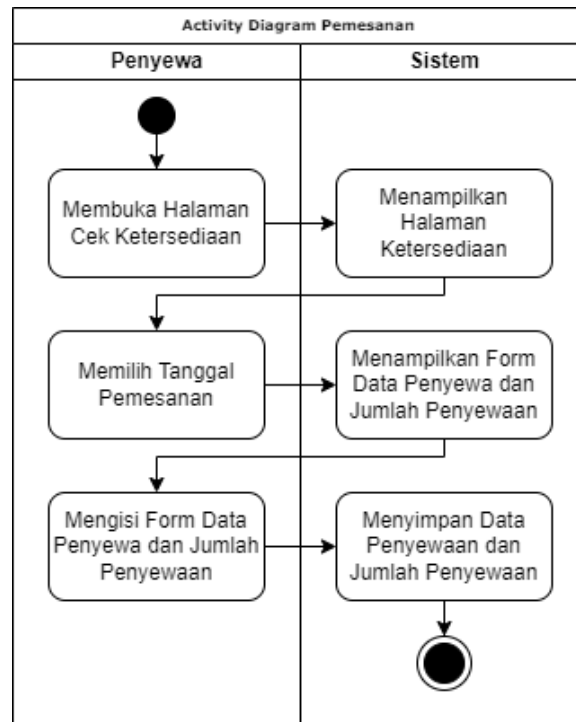 Activity Diagram Pemesanan
Penyewa
Sistem
Membuka Halaman
Cek Ketersediaan
Menampilkan
Halaman
Ketersediaan
Memilih Tanggal
Pemesanan
Menampilkan Form
Data Penyewa dan
Jumlah Penyewaan
Mengisi Form Data
Penyewa dan Jumlah
Penyewaan
Menyimpan Data
Penyewaan dan
Jumlah Penyewaan